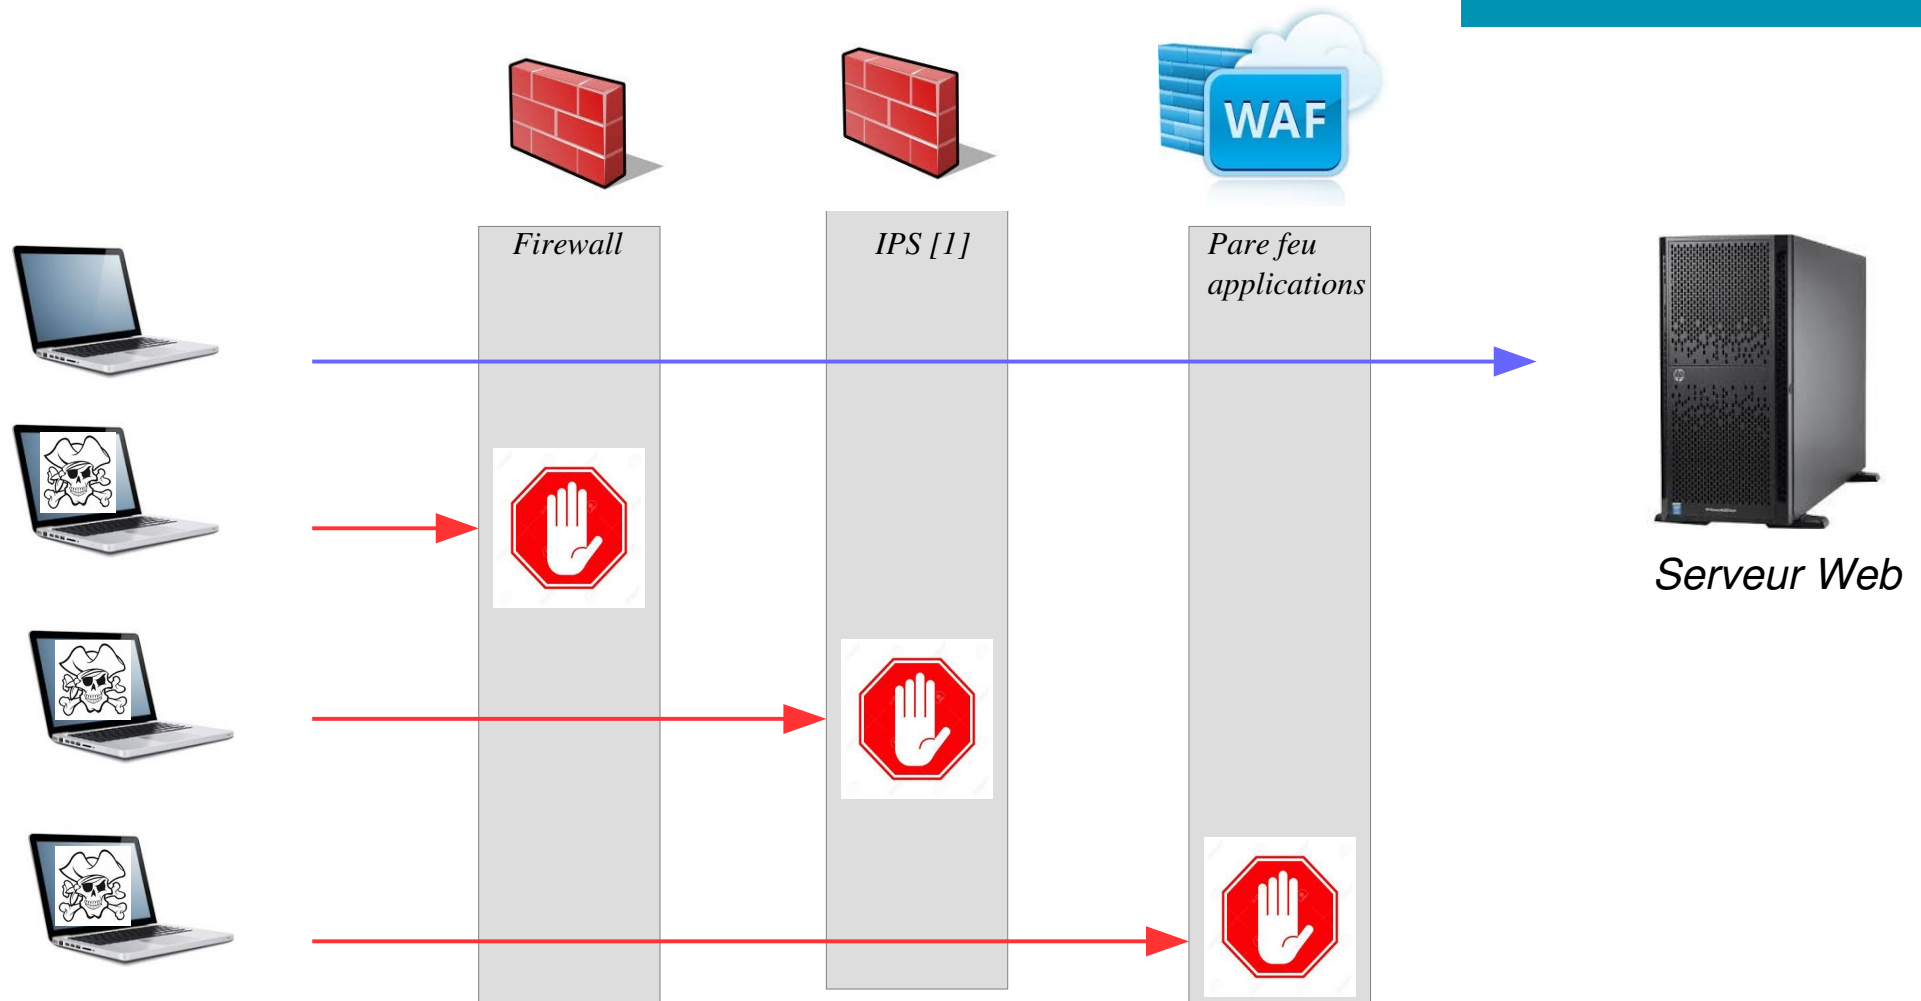 WAF
Firewall
IPS [1]
Pare feu
applications
Serveur Web